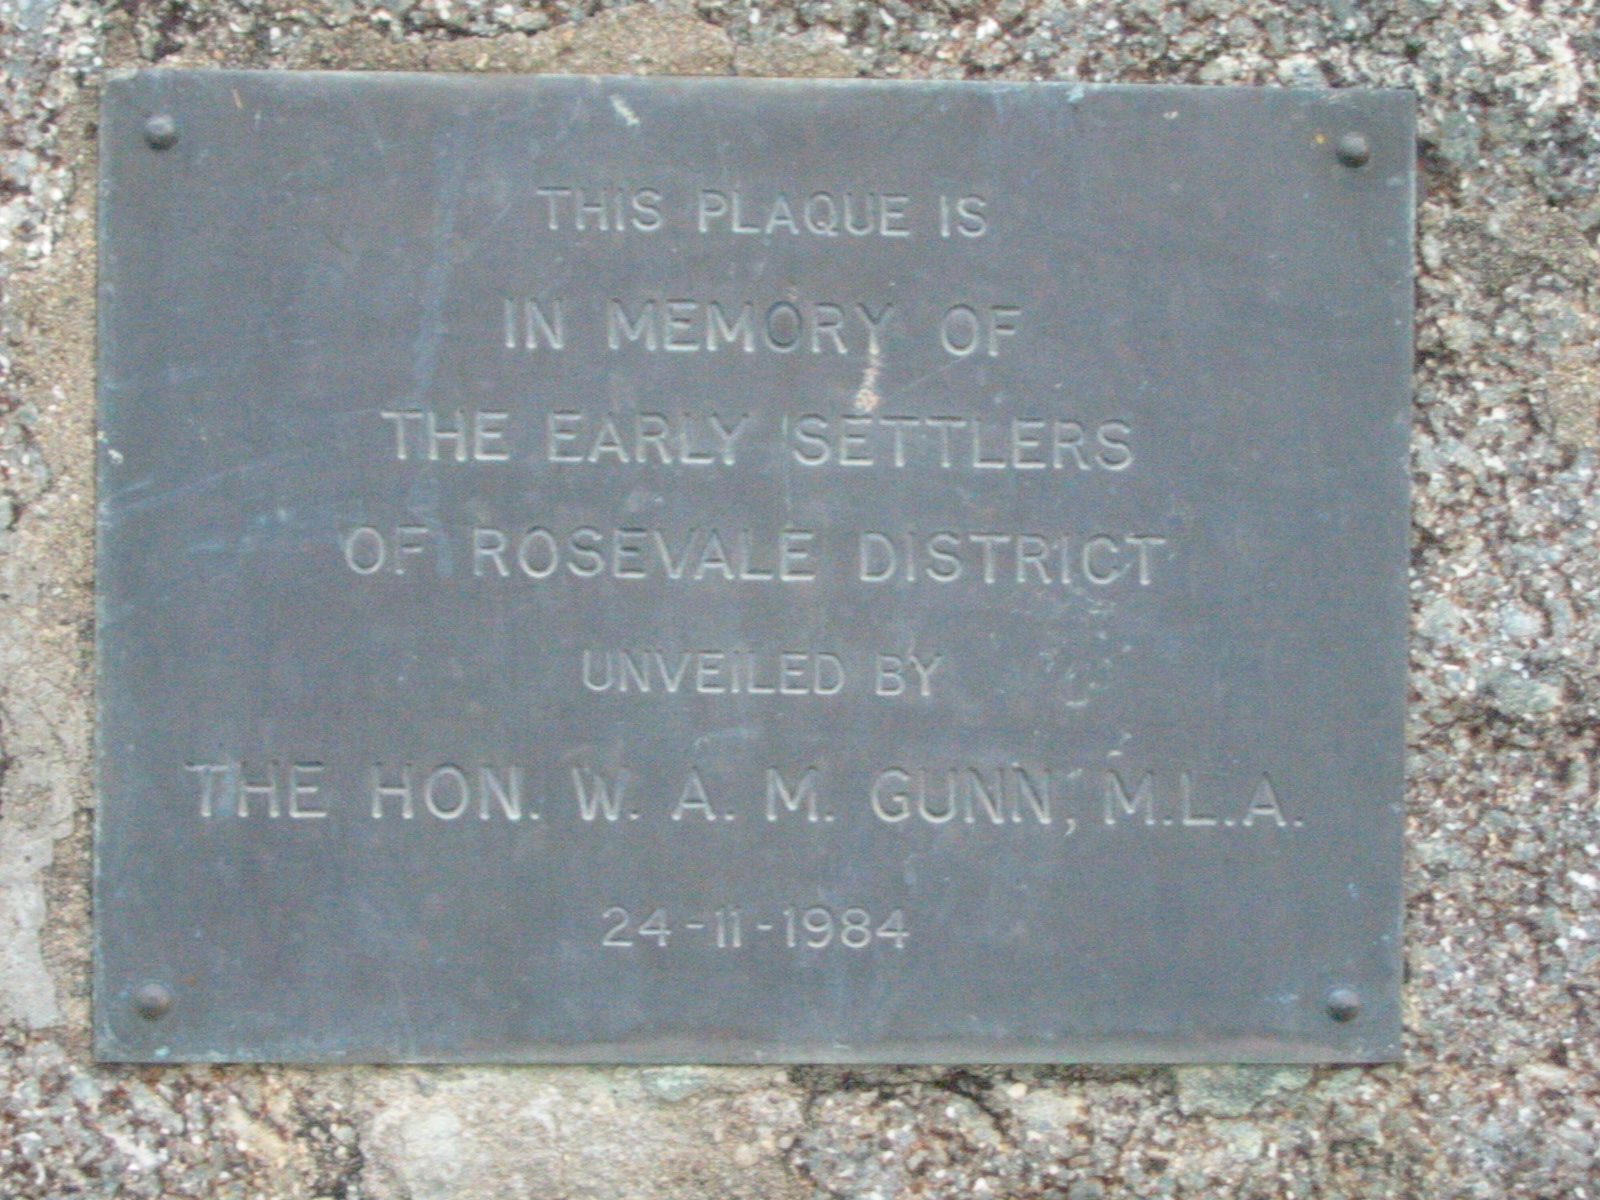 THIS PLAQUE IS
IN MEMORY OF
THE EARLY SETTLERS
OF ROSEVALE DISTRICT
UNVEILED BY
THE HON. W. A. M. GUNN, M.L.A.
24-11-1984